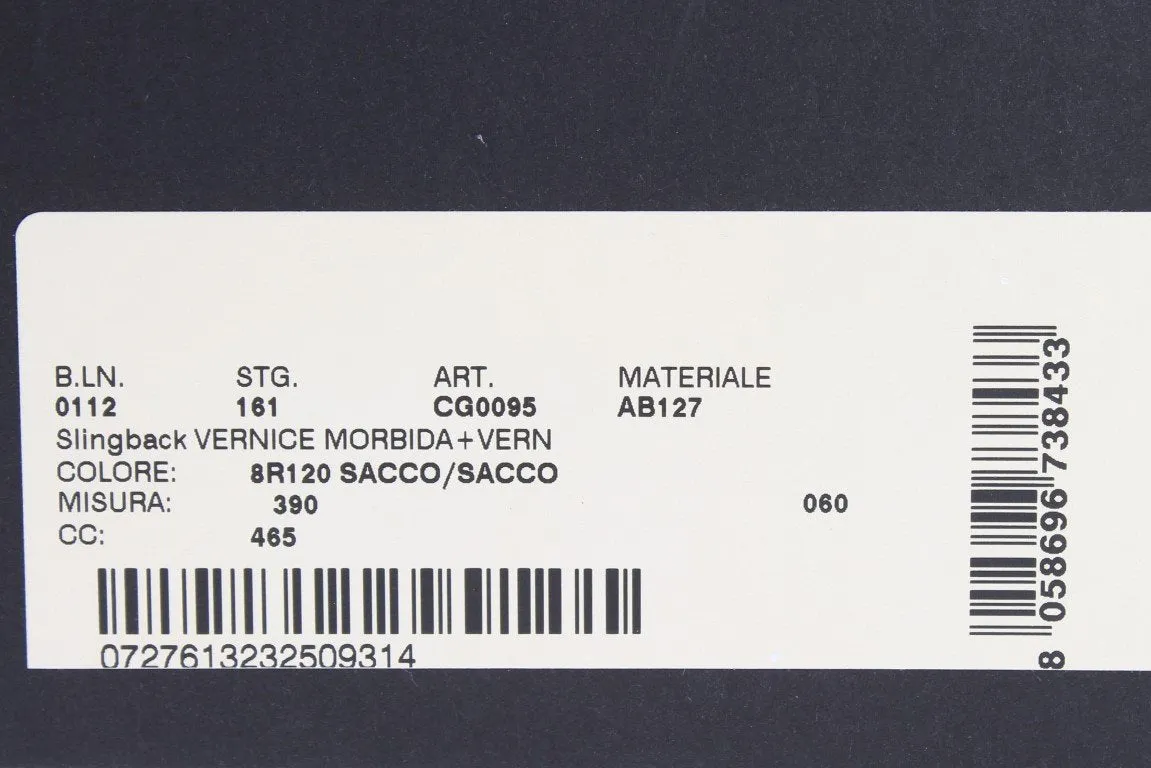 B.LN. STG. ART. MATERIALE
0112 161 CG0095 AB127
Slingback VERNICE MORBIDA+VERN
COLORE: 8R120 SACCO/SACCO
MISURA: 390 060
CC: 465
0727613232509314
8 058696 738433